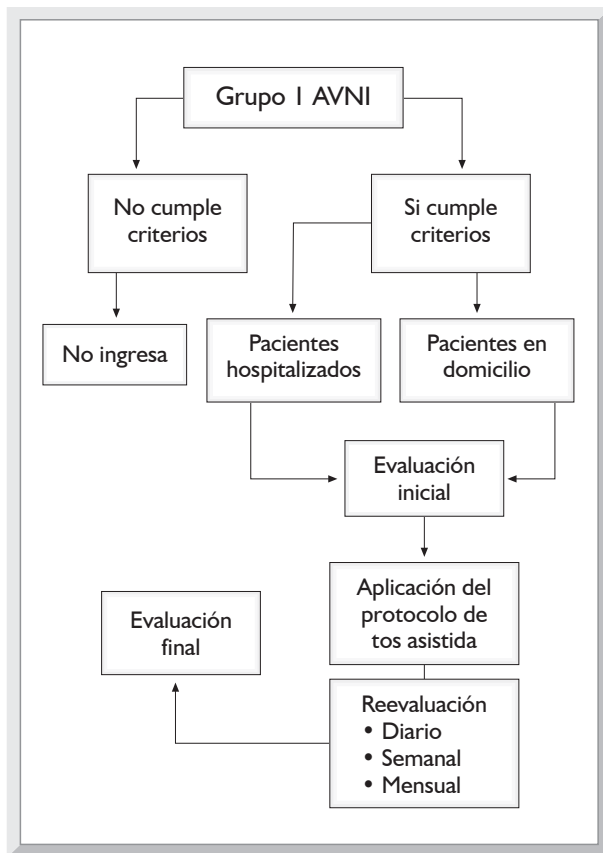 Grupo I AVNI
No cumple
criterios
Si cumple
criterios
No ingresa
Pacientes
hospitalizados
Pacientes en
domicilio
Evaluación
inicial
Aplicación del
protocolo de
tos asistida
Evaluación
final
Reevaluación
• Diario
• Semanal
• Mensual